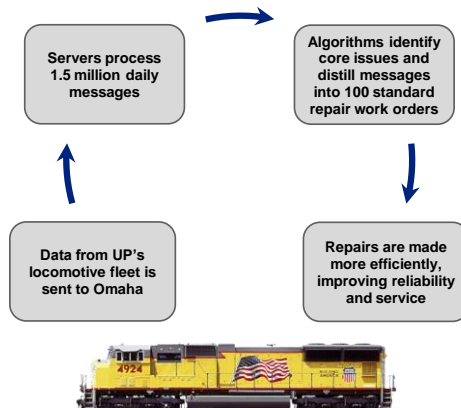 Servers process
1.5 million daily
messages
Algorithms identify
core issues and
distill messages
into 100 standard
repair work orders
Data from UP's
locomotive fleet is
sent to Omaha
Repairs are made
more efficiently,
improving reliability
and service
4924